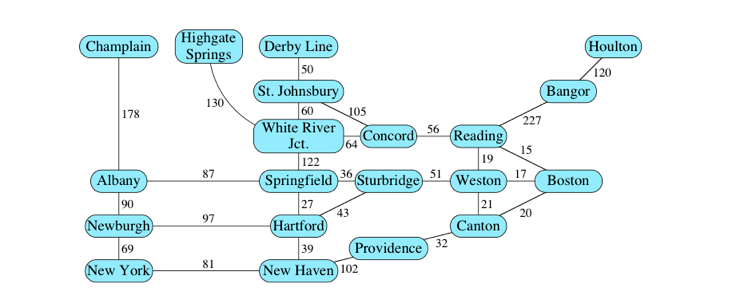 Champlain
Highgate
Springs
Derby Line
Houlton
50
120
St. Johnsbury
Bangor
178
130
60
105
227
White River
Jct.
64
Concord
56
Reading
122
19
15
Albany
87
Springfield
36
Sturbridge
51
Weston
17
Boston
90
27
43
21
20
Newburgh
97
Hartford
Canton
69
39
Providence
32
New York
81
New Haven
102